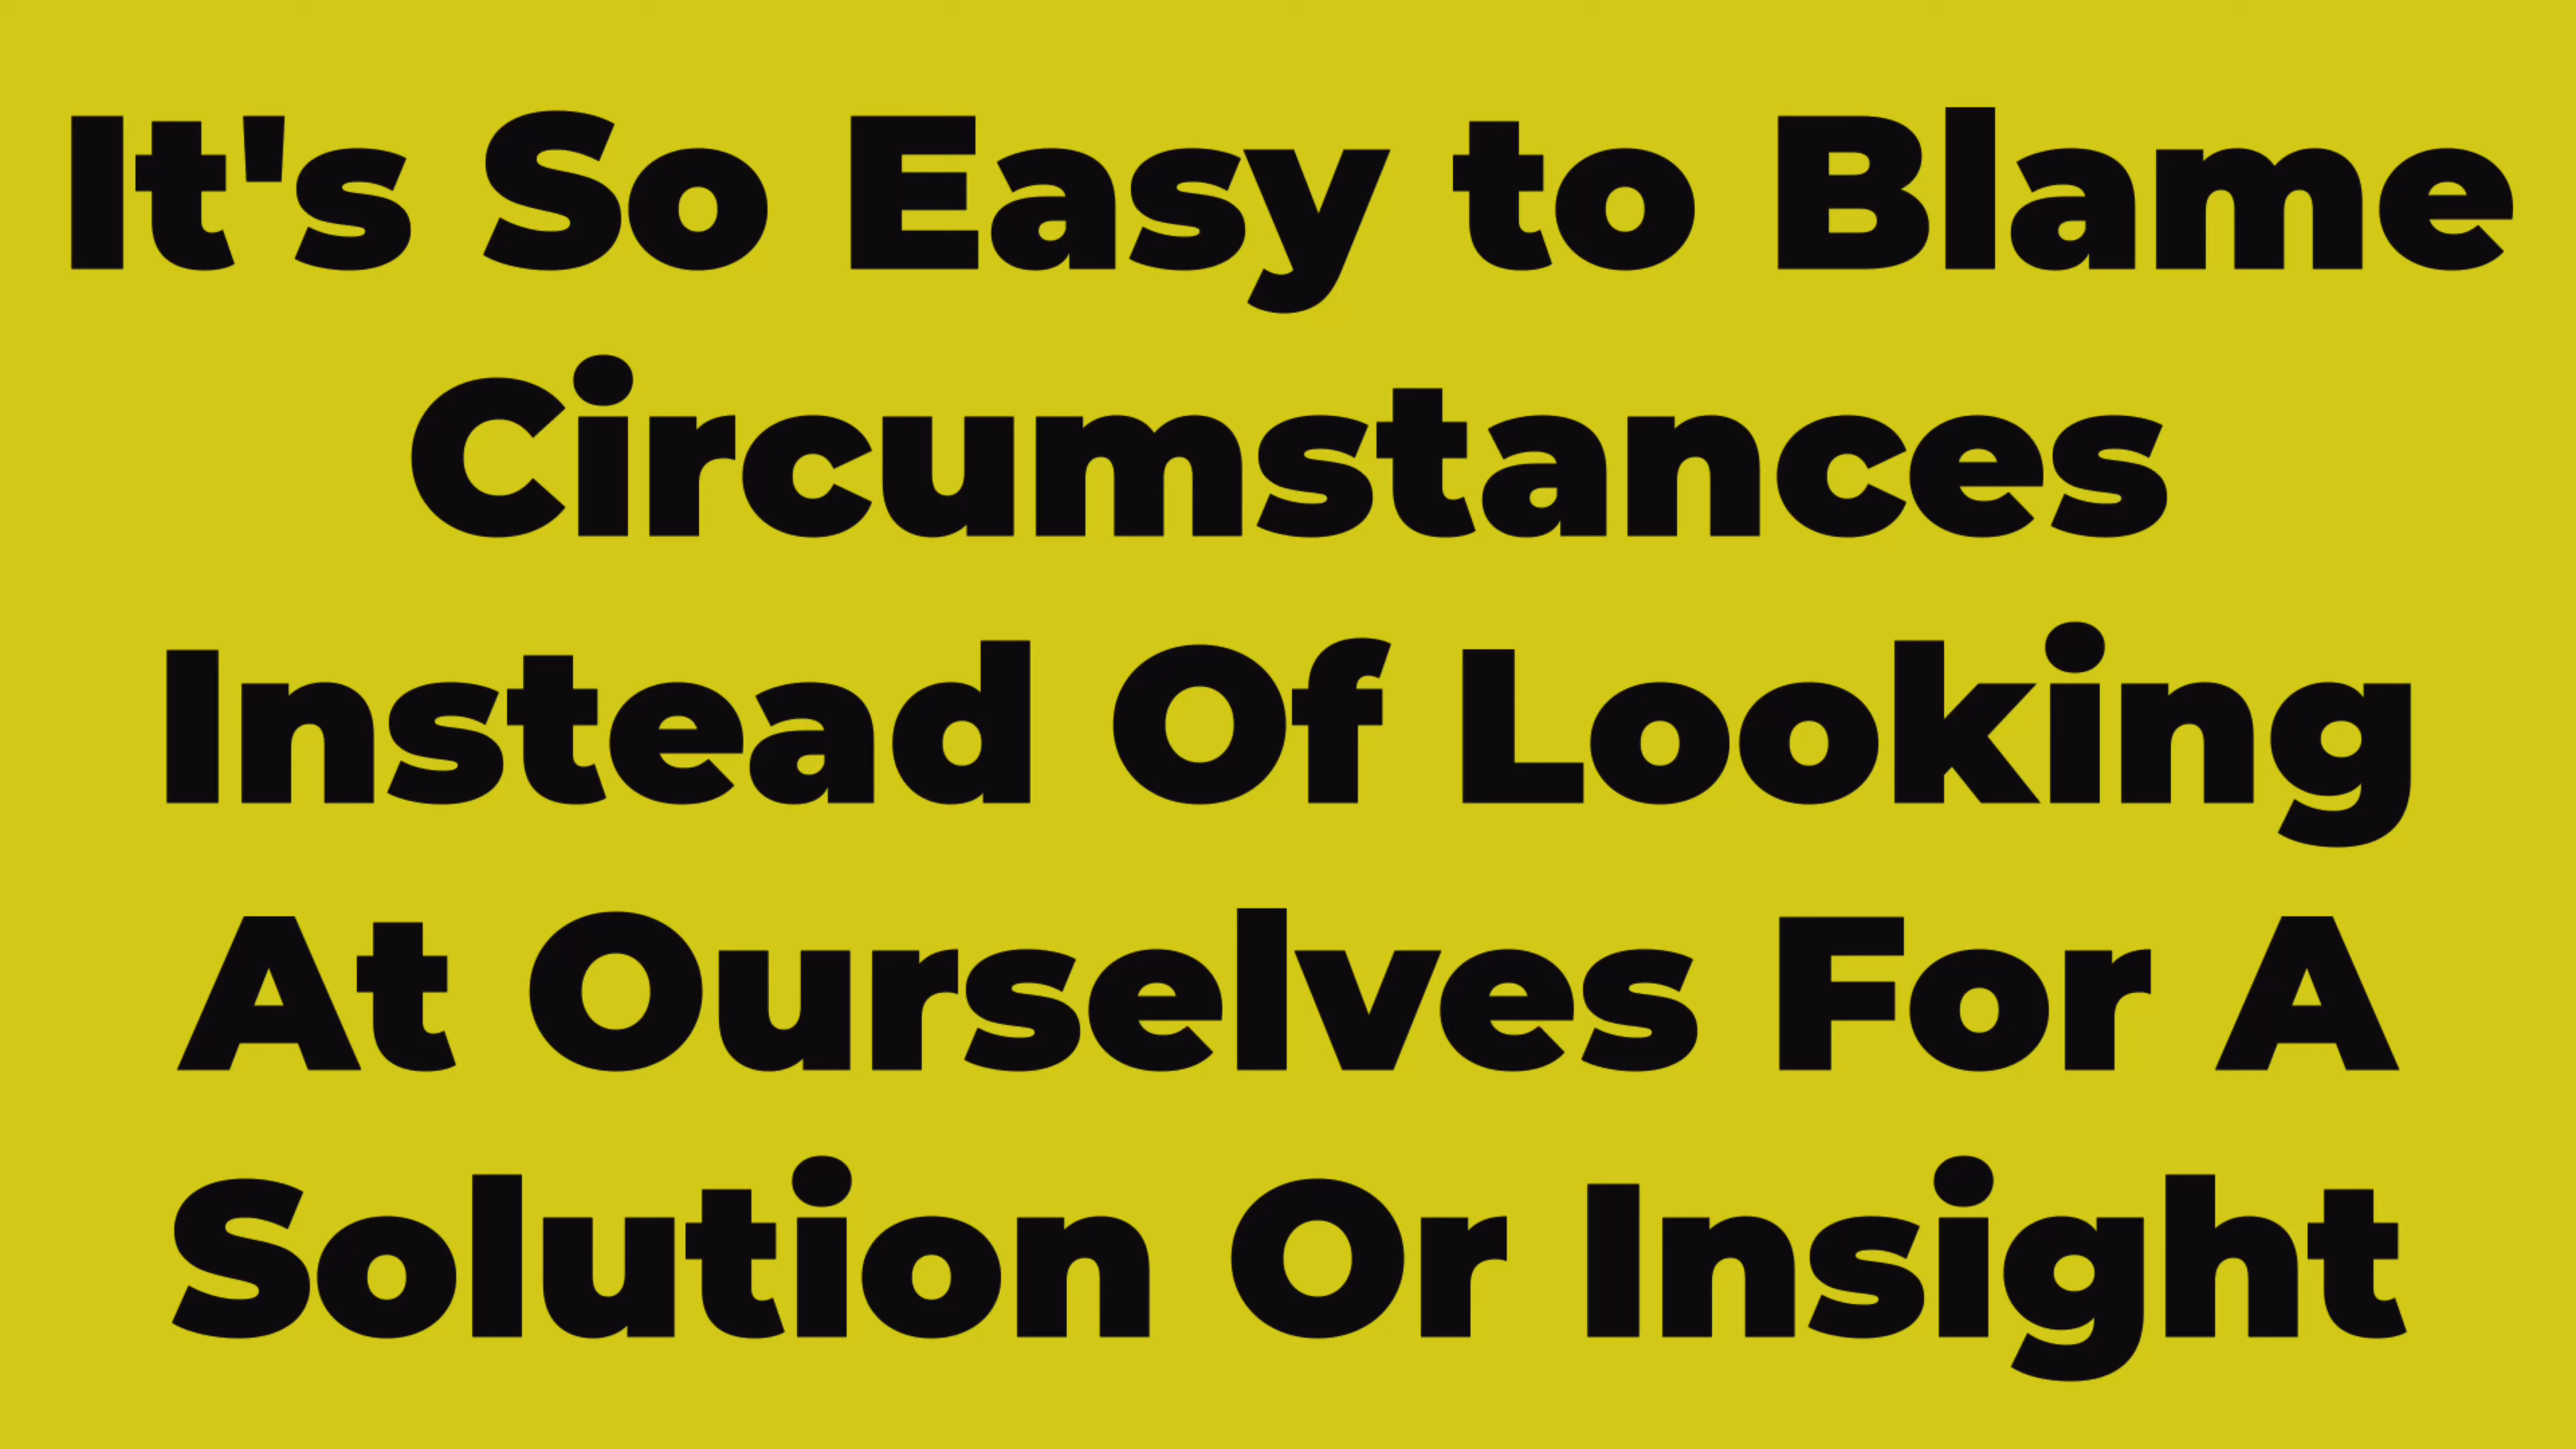 It's So Easy to Blame
Circumstances
Instead Of Looking
At Ourselves For A
Solution Or Insight